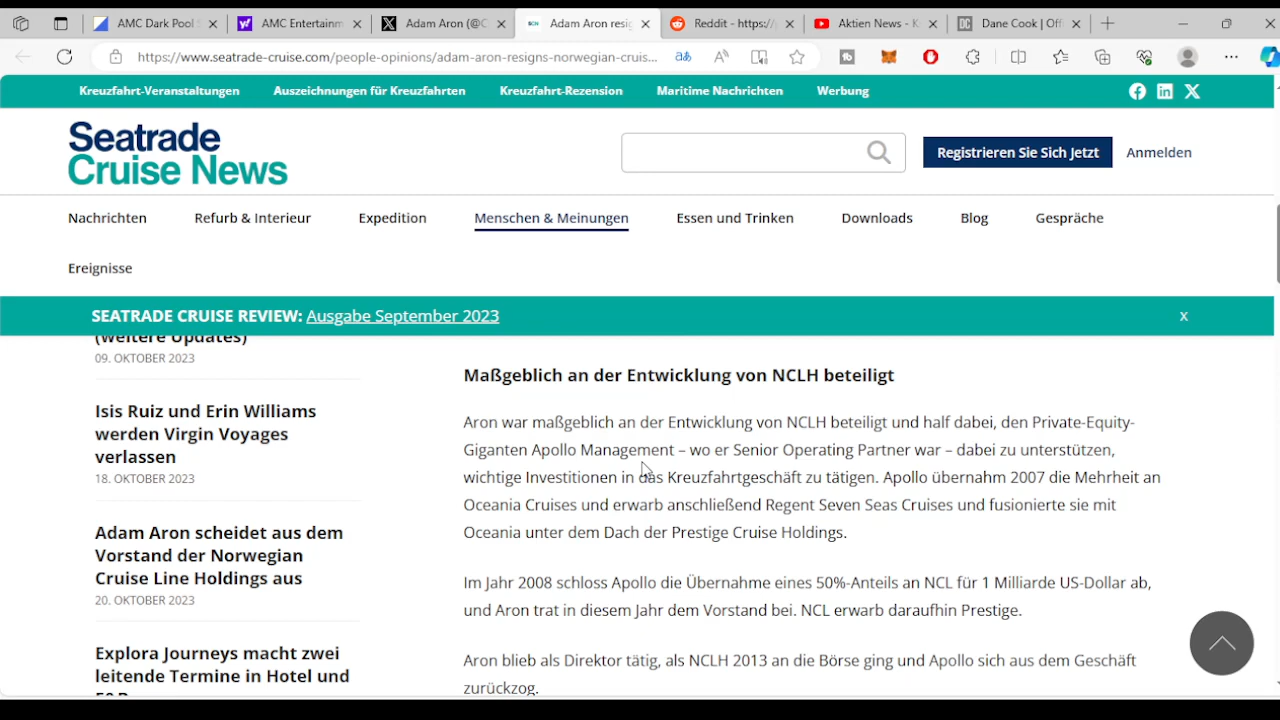 AMC Dark Pool S
AMC Entertainm
Adam Aron (@C
Adam Aron resig
Reddit - https://
Aktien News - K
Dane Cook | Off
https://www.seatrade-cruise.com/people-opinions/adam-aron-resigns-norwegian-cruis...
Kreuzfahrt-Veranstaltungen
Auszeichnungen für Kreuzfahrten
Kreuzfahrt-Rezension
Maritime Nachrichten
Werbung
Seatrade
Cruise News
Registrieren Sie Sich Jetzt
Anmelden
Nachrichten
Refurb & Interieur
Expedition
Menschen & Meinungen
Essen und Trinken
Downloads
Blog
Gespräche
Ereignisse
SEATRADE CRUISE REVIEW: Ausgabe September 2023
x
(weitere Updates)
09. OKTOBER 2023
Isis Ruiz und Erin Williams
werden Virgin Voyages
verlassen
18. OKTOBER 2023
Adam Aron scheidet aus dem
Vorstand der Norwegian
Cruise Line Holdings aus
20. OKTOBER 2023
Explora Journeys macht zwei
leitende Termine in Hotel und
Maßgeblich an der Entwicklung von NCLH beteiligt
Aron war maßgeblich an der Entwicklung von NCLH beteiligt und half dabei, den Private-Equity-
Giganten Apollo Management – wo er Senior Operating Partner war – dabei zu unterstützen,
wichtige Investitionen in das Kreuzfahrtgeschäft zu tätigen. Apollo übernahm 2007 die Mehrheit an
Oceania Cruises und erwarb anschließend Regent Seven Seas Cruises und fusionierte sie mit
Oceania unter dem Dach der Prestige Cruise Holdings.
Im Jahr 2008 schloss Apollo die Übernahme eines 50%-Anteils an NCL für 1 Milliarde US-Dollar ab,
und Aron trat in diesem Jahr dem Vorstand bei. NCL erwarb daraufhin Prestige.
Aron blieb als Direktor tätig, als NCLH 2013 an die Börse ging und Apollo sich aus dem Geschäft
zurückzog.